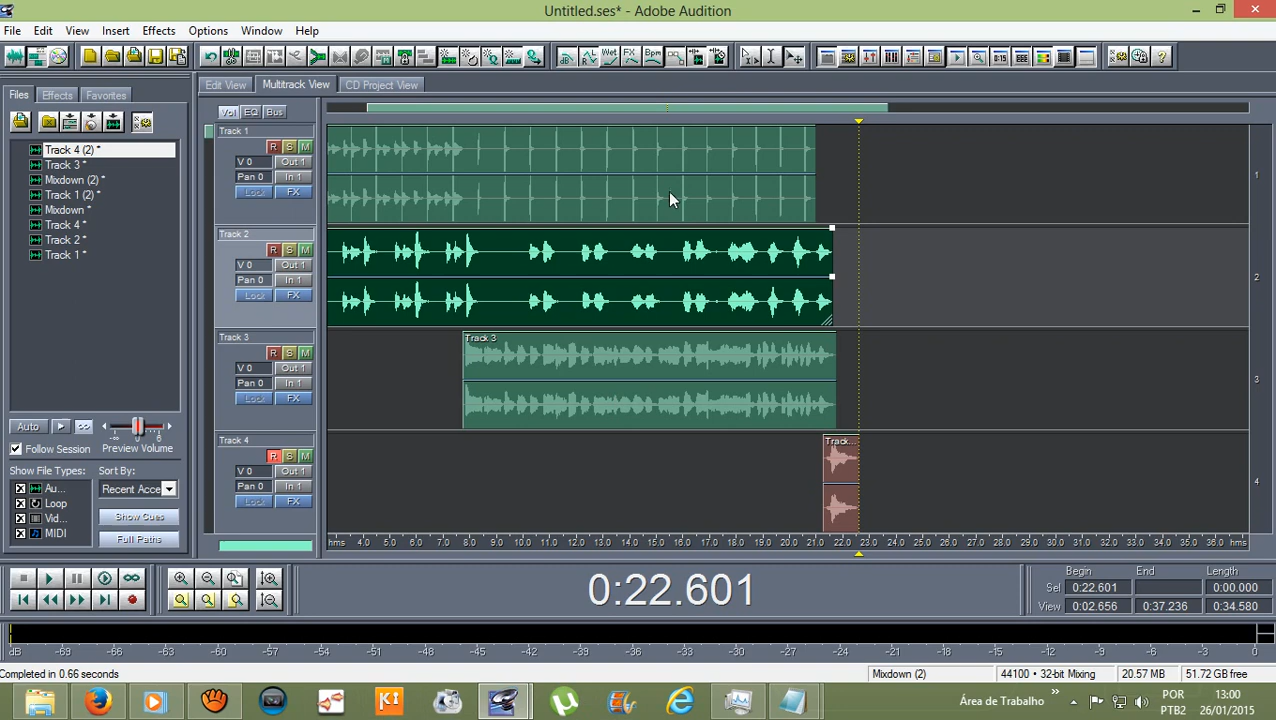 Untitled.ses* - Adobe Audition
File Edit View Insert Effects Options Window Help
Wet FX Bpm 0:15
Edit View Multitrack View CD Project View
Files Effects Favorites
Vol EQ Bus
Track 4 (2) *
Track 3 *
Mixdown (2) *
Track 1 (2) *
Mixdown *
Track 4 *
Track 2 *
Track 1 *
Auto
-∞ 0 6
Follow Session Preview Volume
Show File Types: Sort By:
Au...
Loop
Vid...
MIDI
Recent Acce
Show Cues
Full Paths
Track 1
R S M
V 0 Out 1
Pan 0 In 1
Lock FX
1
Track 2
R S M
V 0 Out 1
Pan 0 In 1
Lock FX
2
Track 3
R S M
V 0 Out 1
Pan 0 In 1
Lock FX
Track 3
3
Track 4
R S M
V 0 Out 1
Pan 0 In 1
Lock FX
Track...
4
hms 4.0 5.0 6.0 7.0 8.0 9.0 10.0 11.0 12.0 13.0 14.0 15.0 16.0 17.0 18.0 19.0 20.0 21.0 22.0 23.0 24.0 25.0 26.0 27.0 28.0 29.0 30.0 31.0 32.0 33.0 34.0 35.0 36.0 hms
0:22.601
Begin End Length
Sel 0:22.601 0:00.000
View 0:02.656 0:37.236 0:34.580
dB -69 -66 -63 -60 -57 -54 -51 -48 -45 -42 -39 -36 -33 -30 -27 -24 -21 -18 -15 -12 -9 -6 -3 0
Completed in 0.66 seconds
Mixdown (2) 44100 • 32-bit Mixing 20.57 MB 51.72 GB free
Área de Trabalho
POR
PTB2
13:00
26/01/2015